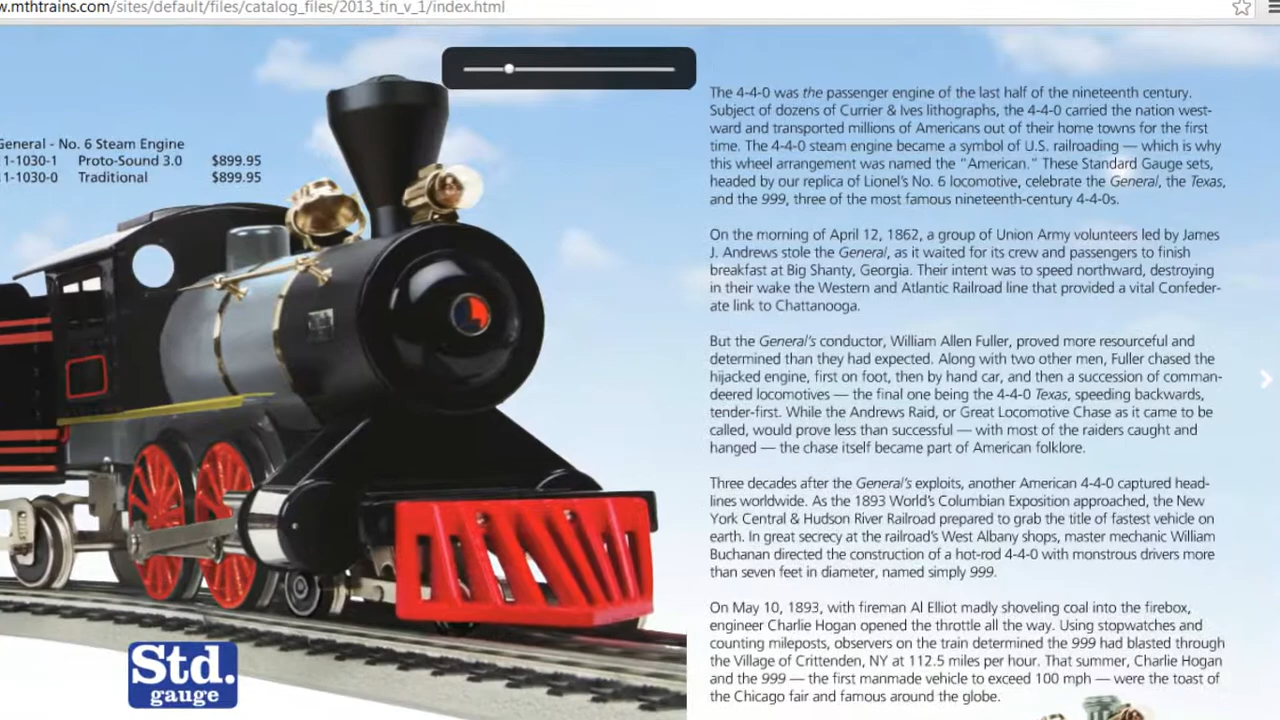 w.mthtrains.com/sites/default/files/catalog_files/2013_tin_v_1/index.html
General - No. 6 Steam Engine
11-1030-1 Proto-Sound 3.0 $899.95
11-1030-0 Traditional $899.95
Std.
gauge
The 4-4-0 was the passenger engine of the last half of the nineteenth century.
Subject of dozens of Currier & Ives lithographs, the 4-4-0 carried the nation west-
ward and transported millions of Americans out of their home towns for the first
time. The 4-4-0 steam engine became a symbol of U.S. railroading — which is why
this wheel arrangement was named the "American." These Standard Gauge sets,
headed by our replica of Lionel's No. 6 locomotive, celebrate the General, the Texas,
and the 999, three of the most famous nineteenth-century 4-4-0s.
On the morning of April 12, 1862, a group of Union Army volunteers led by James
J. Andrews stole the General, as it waited for its crew and passengers to finish
breakfast at Big Shanty, Georgia. Their intent was to speed northward, destroying
in their wake the Western and Atlantic Railroad line that provided a vital Confeder-
ate link to Chattanooga.
But the General's conductor, William Allen Fuller, proved more resourceful and
determined than they had expected. Along with two other men, Fuller chased the
hijacked engine, first on foot, then by hand car, and then a succession of comman-
deered locomotives — the final one being the 4-4-0 Texas, speeding backwards,
tender-first. While the Andrews Raid, or Great Locomotive Chase as it came to be
called, would prove less than successful — with most of the raiders caught and
hanged — the chase itself became part of American folklore.
Three decades after the General's exploits, another American 4-4-0 captured head-
lines worldwide. As the 1893 World's Columbian Exposition approached, the New
York Central & Hudson River Railroad prepared to grab the title of fastest vehicle on
earth. In great secrecy at the railroad's West Albany shops, master mechanic William
Buchanan directed the construction of a hot-rod 4-4-0 with monstrous drivers more
than seven feet in diameter, named simply 999.
On May 10, 1893, with fireman Al Elliot madly shoveling coal into the firebox,
engineer Charlie Hogan opened the throttle all the way. Using stopwatches and
counting mileposts, observers on the train determined the 999 had blasted through
the Village of Crittenden, NY at 112.5 miles per hour. That summer, Charlie Hogan
and the 999 — the first manmade vehicle to exceed 100 mph — were the toast of
the Chicago fair and famous around the globe.